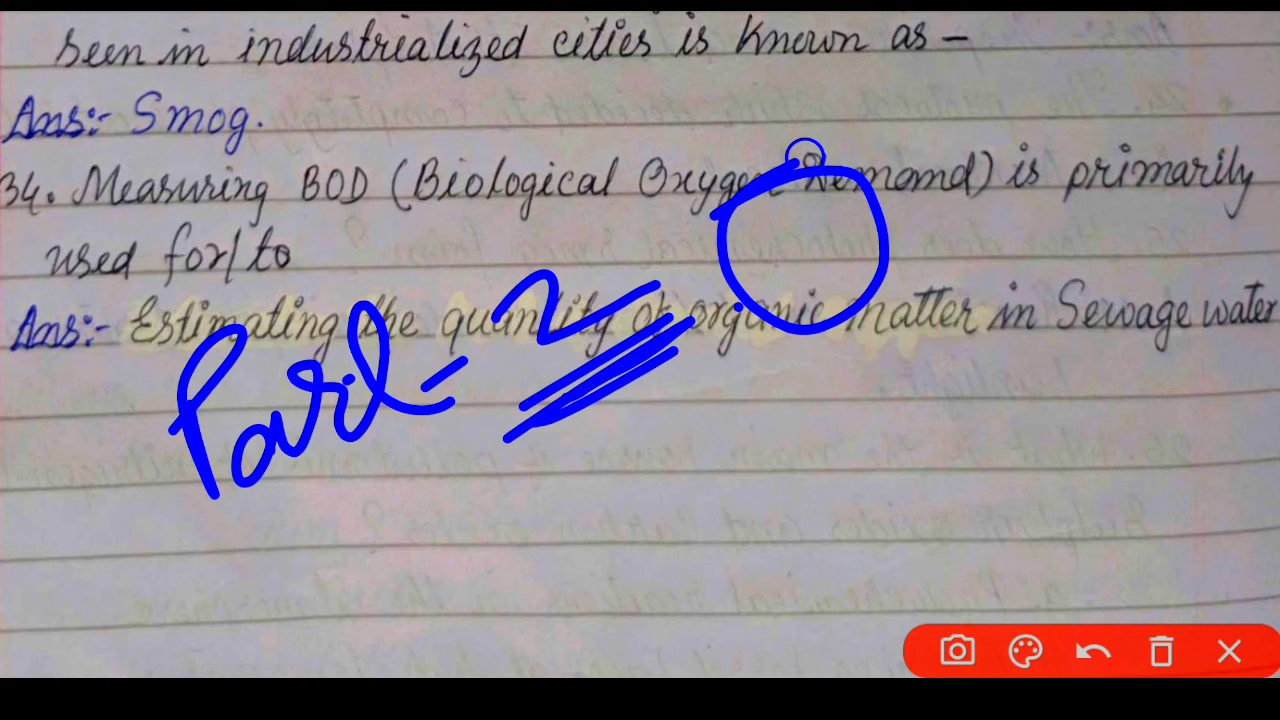 seen in industrialized cities is known as –
Ans:- Smog.
34. Measuring BOD (Biological Oxygen Demand) is primarily
used for/to
Ans:- Estimating the quantity of organic matter in Sewage water
Part- 2